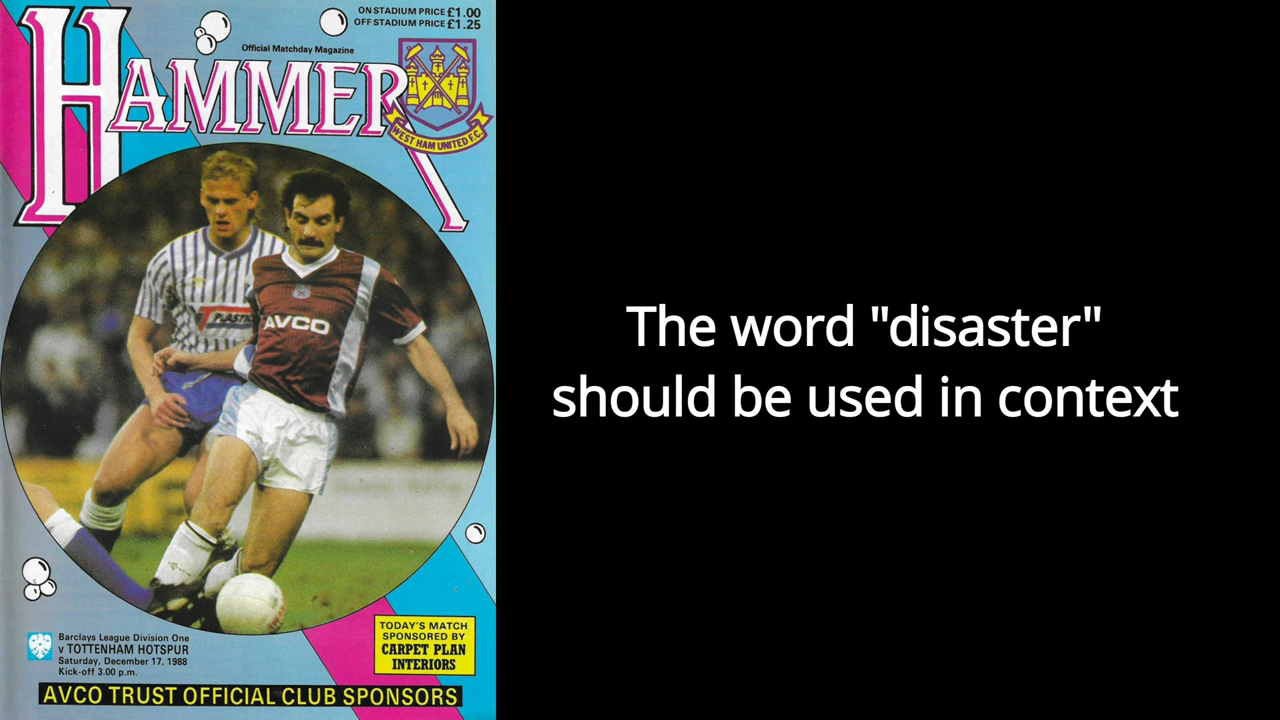 ON STADIUM PRICE £1.00
OFF STADIUM PRICE £1.25
Official Matchday Magazine
HAMMER
WEST HAM UNITED F.C.
PLASTICS
AVCO
The word "disaster"
should be used in context
Barclays League Division One
v TOTTENHAM HOTSPUR
Saturday, December 17, 1988
Kick-off 3.00 p.m.
TODAY'S MATCH
SPONSORED BY
CARPET PLAN
INTERIORS
AVCO TRUST OFFICIAL CLUB SPONSORS